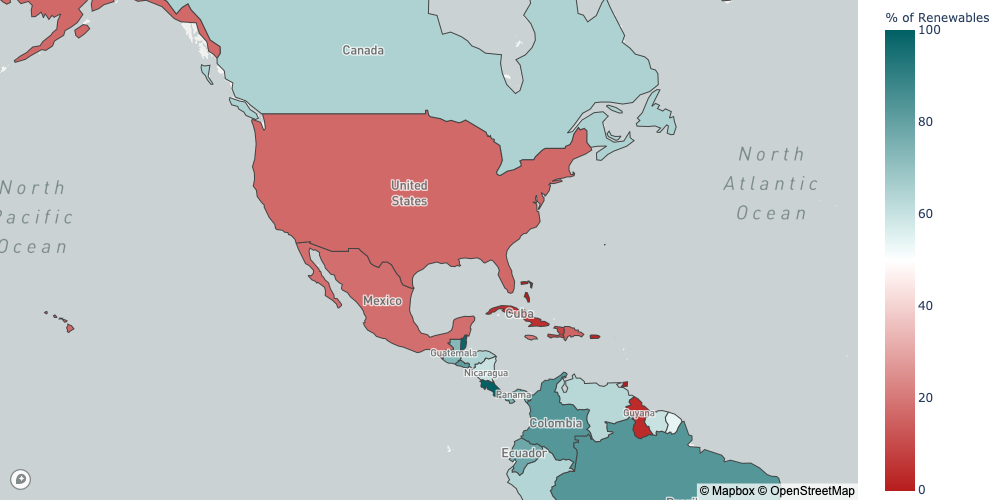 % of Renewables
100
80
60
40
20
0
Canada
United
States
North
Atlantic
Ocean
North
Pacific
Ocean
Mexico
Cuba
Guatemala
Nicaragua
Panama
Guyana
Colombia
Ecuador
© Mapbox © OpenStreetMap